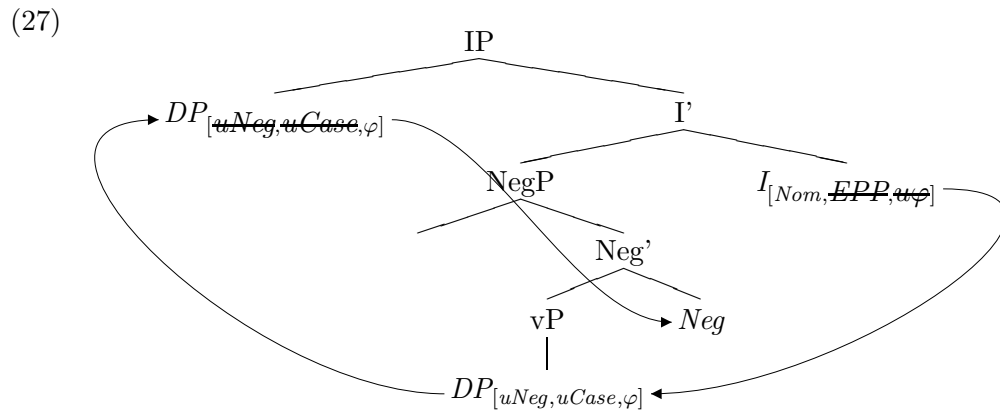 (27)
IP
DP[uNeg,uCase,φ]
I'
NegP
I[Nom,EPP,uφ]
Neg'
vP
Neg
DP[uNeg,uCase,φ]